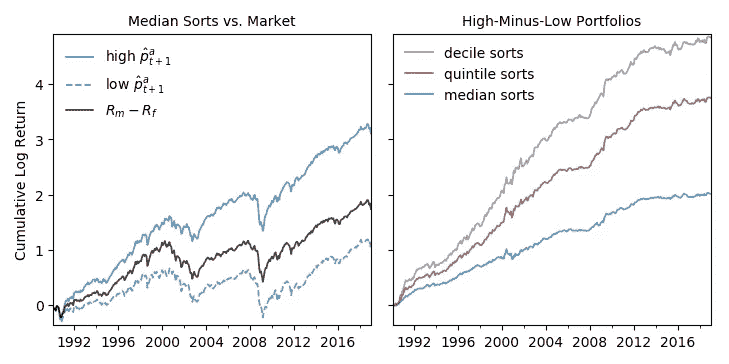 Median Sorts vs. Market
Cumulative Log Return
4
3
2
1
0
high p̂ᵃₜ₊₁
low p̂ᵃₜ₊₁
Rₘ − R_f
1992 1996 2000 2004 2008 2012 2016
High-Minus-Low Portfolios
decile sorts
quintile sorts
median sorts
1992 1996 2000 2004 2008 2012 2016